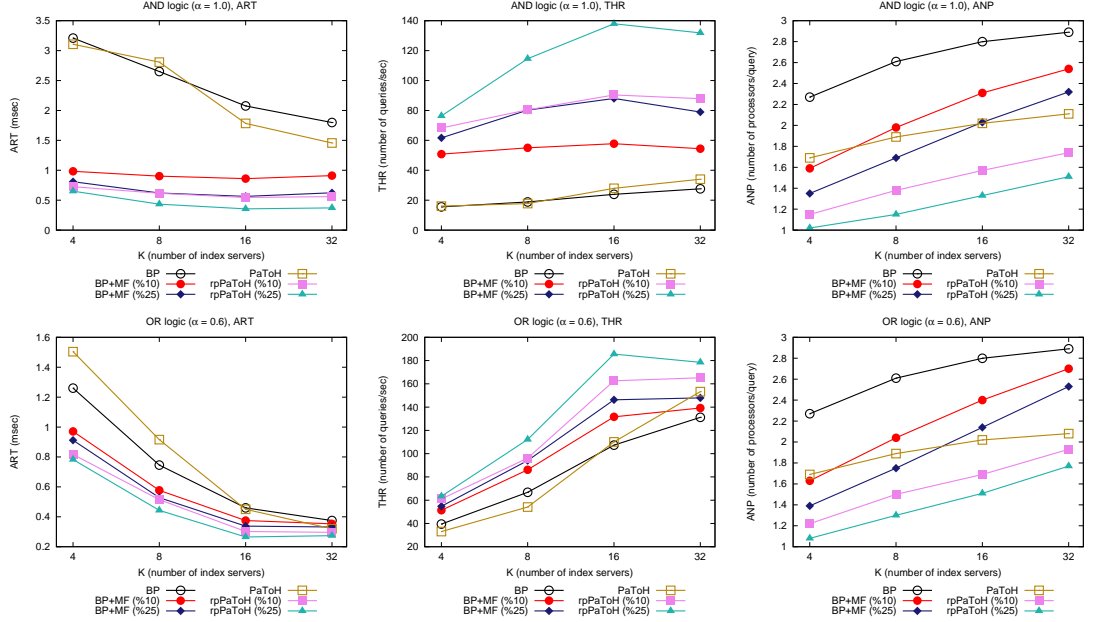 AND logic (α = 1.0), ART
3.5
3
2.5
2
1.5
1
0.5
0
ART (msec)
4 8 16 32
K (number of index servers)
BP PaToH
BP+MF (%10) rpPaToH (%10)
BP+MF (%25) rpPaToH (%25)
AND logic (α = 1.0), THR
140
120
100
80
60
40
20
0
THR (number of queries/sec)
4 8 16 32
K (number of index servers)
BP PaToH
BP+MF (%10) rpPaToH (%10)
BP+MF (%25) rpPaToH (%25)
AND logic (α = 1.0), ANP
3
2.8
2.6
2.4
2.2
2
1.8
1.6
1.4
1.2
1
ANP (number of processors/query)
4 8 16 32
K (number of index servers)
BP PaToH
BP+MF (%10) rpPaToH (%10)
BP+MF (%25) rpPaToH (%25)
OR logic (α = 0.6), ART
1.6
1.4
1.2
1
0.8
0.6
0.4
0.2
ART (msec)
4 8 16 32
K (number of index servers)
BP PaToH
BP+MF (%10) rpPaToH (%10)
BP+MF (%25) rpPaToH (%25)
OR logic (α = 0.6), THR
200
180
160
140
120
100
80
60
40
20
THR (number of queries/sec)
4 8 16 32
K (number of index servers)
BP PaToH
BP+MF (%10) rpPaToH (%10)
BP+MF (%25) rpPaToH (%25)
OR logic (α = 0.6), ANP
3
2.8
2.6
2.4
2.2
2
1.8
1.6
1.4
1.2
1
ANP (number of processors/query)
4 8 16 32
K (number of index servers)
BP PaToH
BP+MF (%10) rpPaToH (%10)
BP+MF (%25) rpPaToH (%25)